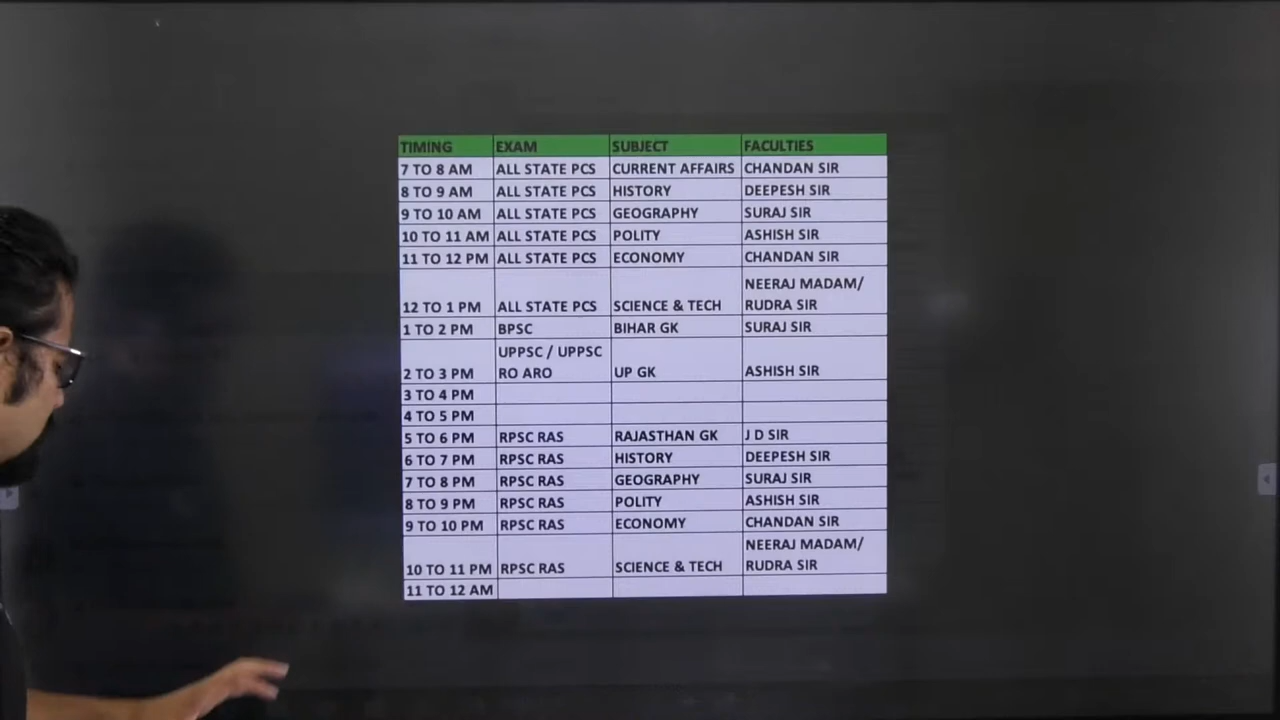 TIMING EXAM SUBJECT FACULTIES
7 TO 8 AM ALL STATE PCS CURRENT AFFAIRS CHANDAN SIR
8 TO 9 AM ALL STATE PCS HISTORY DEEPESH SIR
9 TO 10 AM ALL STATE PCS GEOGRAPHY SURAJ SIR
10 TO 11 AM ALL STATE PCS POLITY ASHISH SIR
11 TO 12 PM ALL STATE PCS ECONOMY CHANDAN SIR
NEERAJ MADAM/
12 TO 1 PM ALL STATE PCS SCIENCE & TECH RUDRA SIR
1 TO 2 PM BPSC BIHAR GK SURAJ SIR
UPPSC / UPPSC
2 TO 3 PM RO ARO UP GK ASHISH SIR
3 TO 4 PM
4 TO 5 PM
5 TO 6 PM RPSC RAS RAJASTHAN GK J D SIR
6 TO 7 PM RPSC RAS HISTORY DEEPESH SIR
7 TO 8 PM RPSC RAS GEOGRAPHY SURAJ SIR
8 TO 9 PM RPSC RAS POLITY ASHISH SIR
9 TO 10 PM RPSC RAS ECONOMY CHANDAN SIR
NEERAJ MADAM/
10 TO 11 PM RPSC RAS SCIENCE & TECH RUDRA SIR
11 TO 12 AM